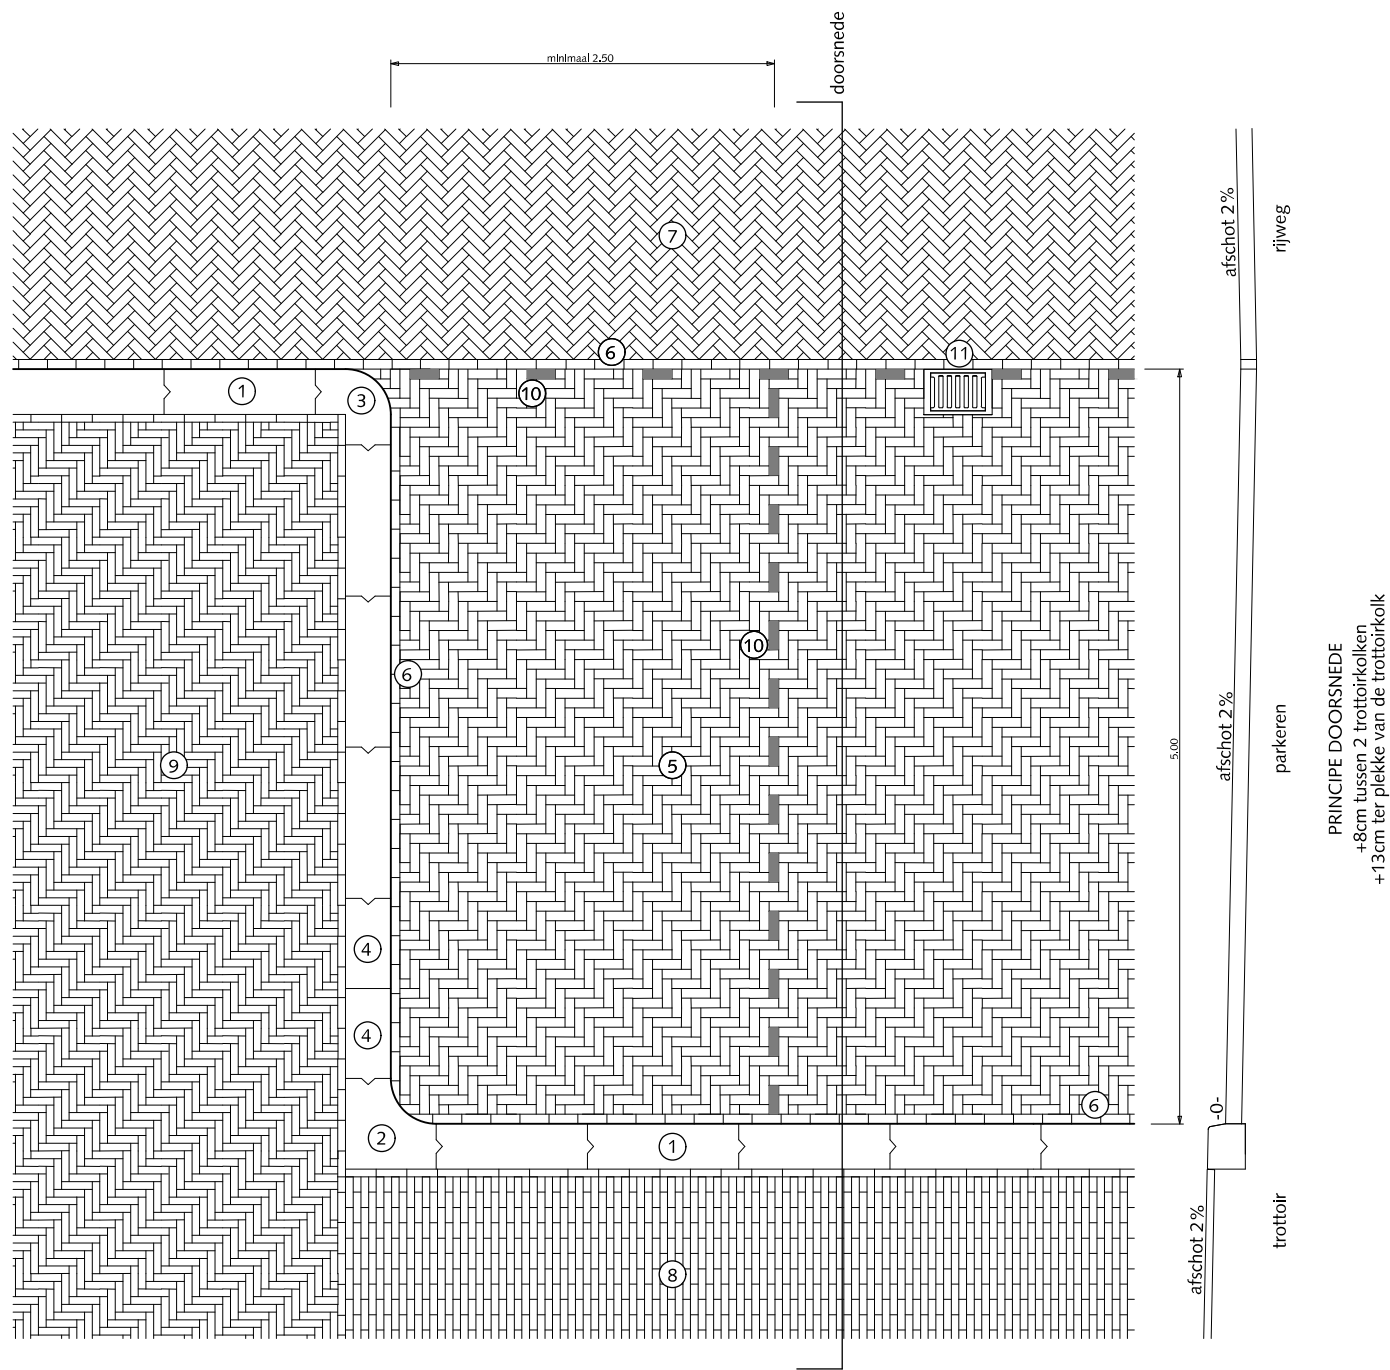 doorsnede
minimaal 2.50
afschot 2%
rijweg
7
6
11
1
3
10
10
6
9
5
5.00
afschot 2%
parkeren
PRINCIPE DOORSNEDE
+8cm tussen 2 trottoirkolken
+13cm ter plekke van de trottoirkolk
4
4
6
-0-
2
1
afschot 2%
trottoir
8